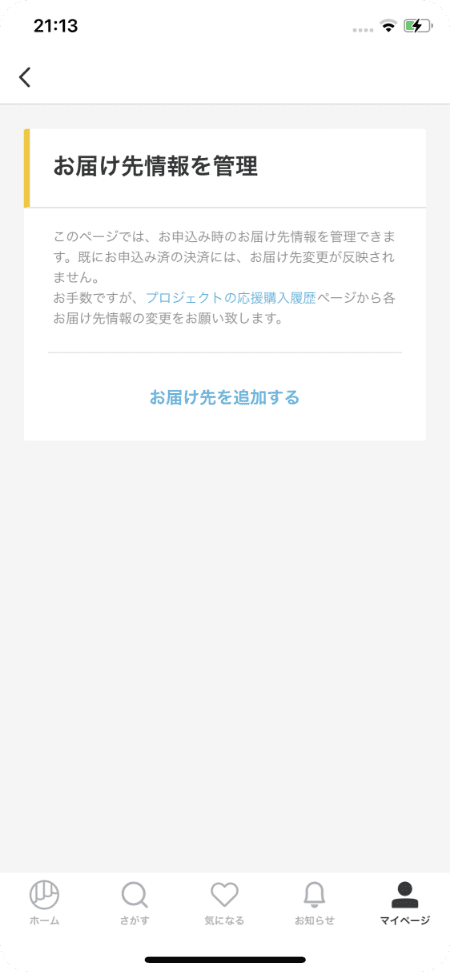 21:13
お届け先情報を管理
このページでは、お申込み時のお届け先情報を管理できま
す。既にお申込み済の決済には、お届け先変更が反映され
ません。
お手数ですが、プロジェクトの応援購入履歴ページから各
お届け先情報の変更をお願い致します。
お届け先を追加する
ホーム さがす 気になる お知らせ マイページ